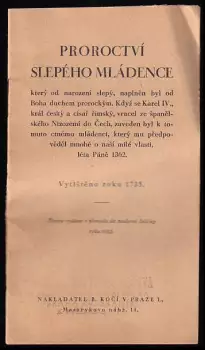 PROROCTVÍ
SLEPÉHO MLÁDENCE
který od narození slepý, naplněn byl od
Boha duchem prorockým. Když se Karel IV.,
král český a císař římský, vracel ze španěl-
ského Nizozemí do Čech, zaveden byl k to-
muto ctnému mládenci, který mu předpo-
věděl mnohé o naší milé vlasti,
léta Páně 1362.
Vytištěno roku
NAKLADATEL B. KOČÍ V PRAZE I.,
Masarykovo nábř. 14.